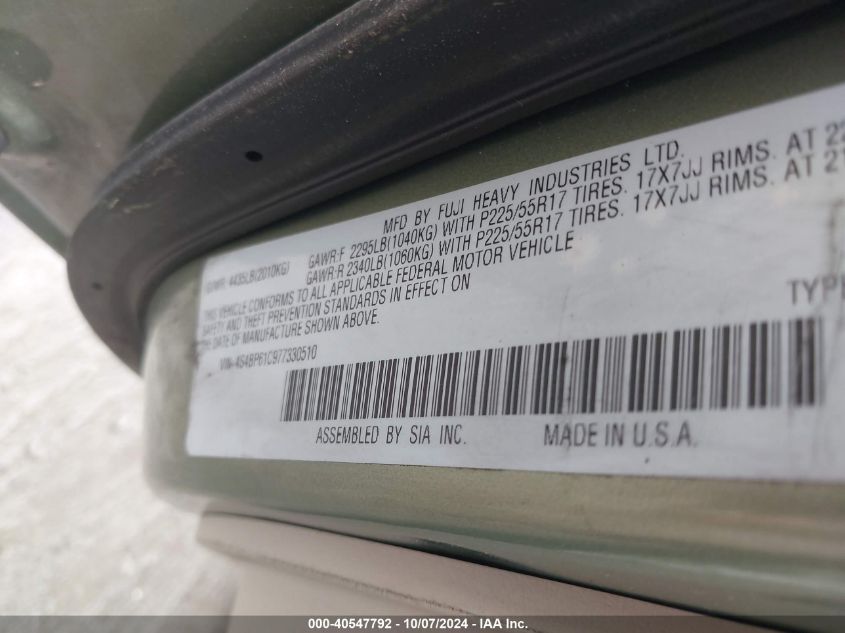 MFD BY FUJI HEAVY INDUSTRIES LTD.
GVWR: 4435LB(2010KG)
GAWR:F 2295LB(1040KG) WITH P225/55R17 TIRES. 17X7JJ RIMS. AT
GAWR:R 2340LB(1060KG) WITH P225/55R17 TIRES. 17X7JJ RIMS. AT
THIS VEHICLE CONFORMS TO ALL APPLICABLE FEDERAL MOTOR VEHICLE
SAFETY AND THEFT PREVENTION STANDARDS IN EFFECT ON
THE DATE OF MANUFACTURE SHOWN ABOVE.
VIN-4S4BP61C977330510
TYPE
ASSEMBLED BY SIA INC. MADE IN U.S.A.
000-40547792 - 10/07/2024 - IAA Inc.